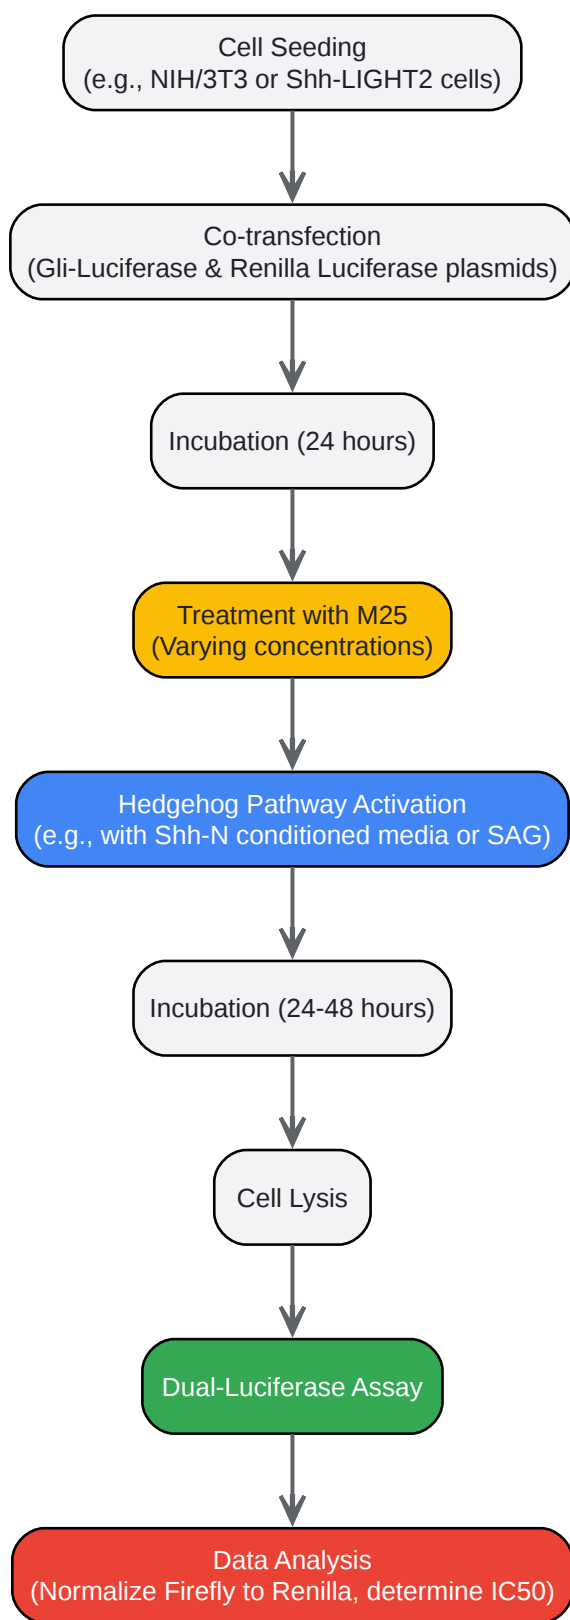 Cell Seeding
(e.g., NIH/3T3 or Shh-LIGHT2 cells)
Co-transfection
(Gli-Luciferase & Renilla Luciferase plasmids)
Incubation (24 hours)
Treatment with M25
(Varying concentrations)
Hedgehog Pathway Activation
(e.g., with Shh-N conditioned media or SAG)
Incubation (24-48 hours)
Cell Lysis
Dual-Luciferase Assay
Data Analysis
(Normalize Firefly to Renilla, determine IC50)